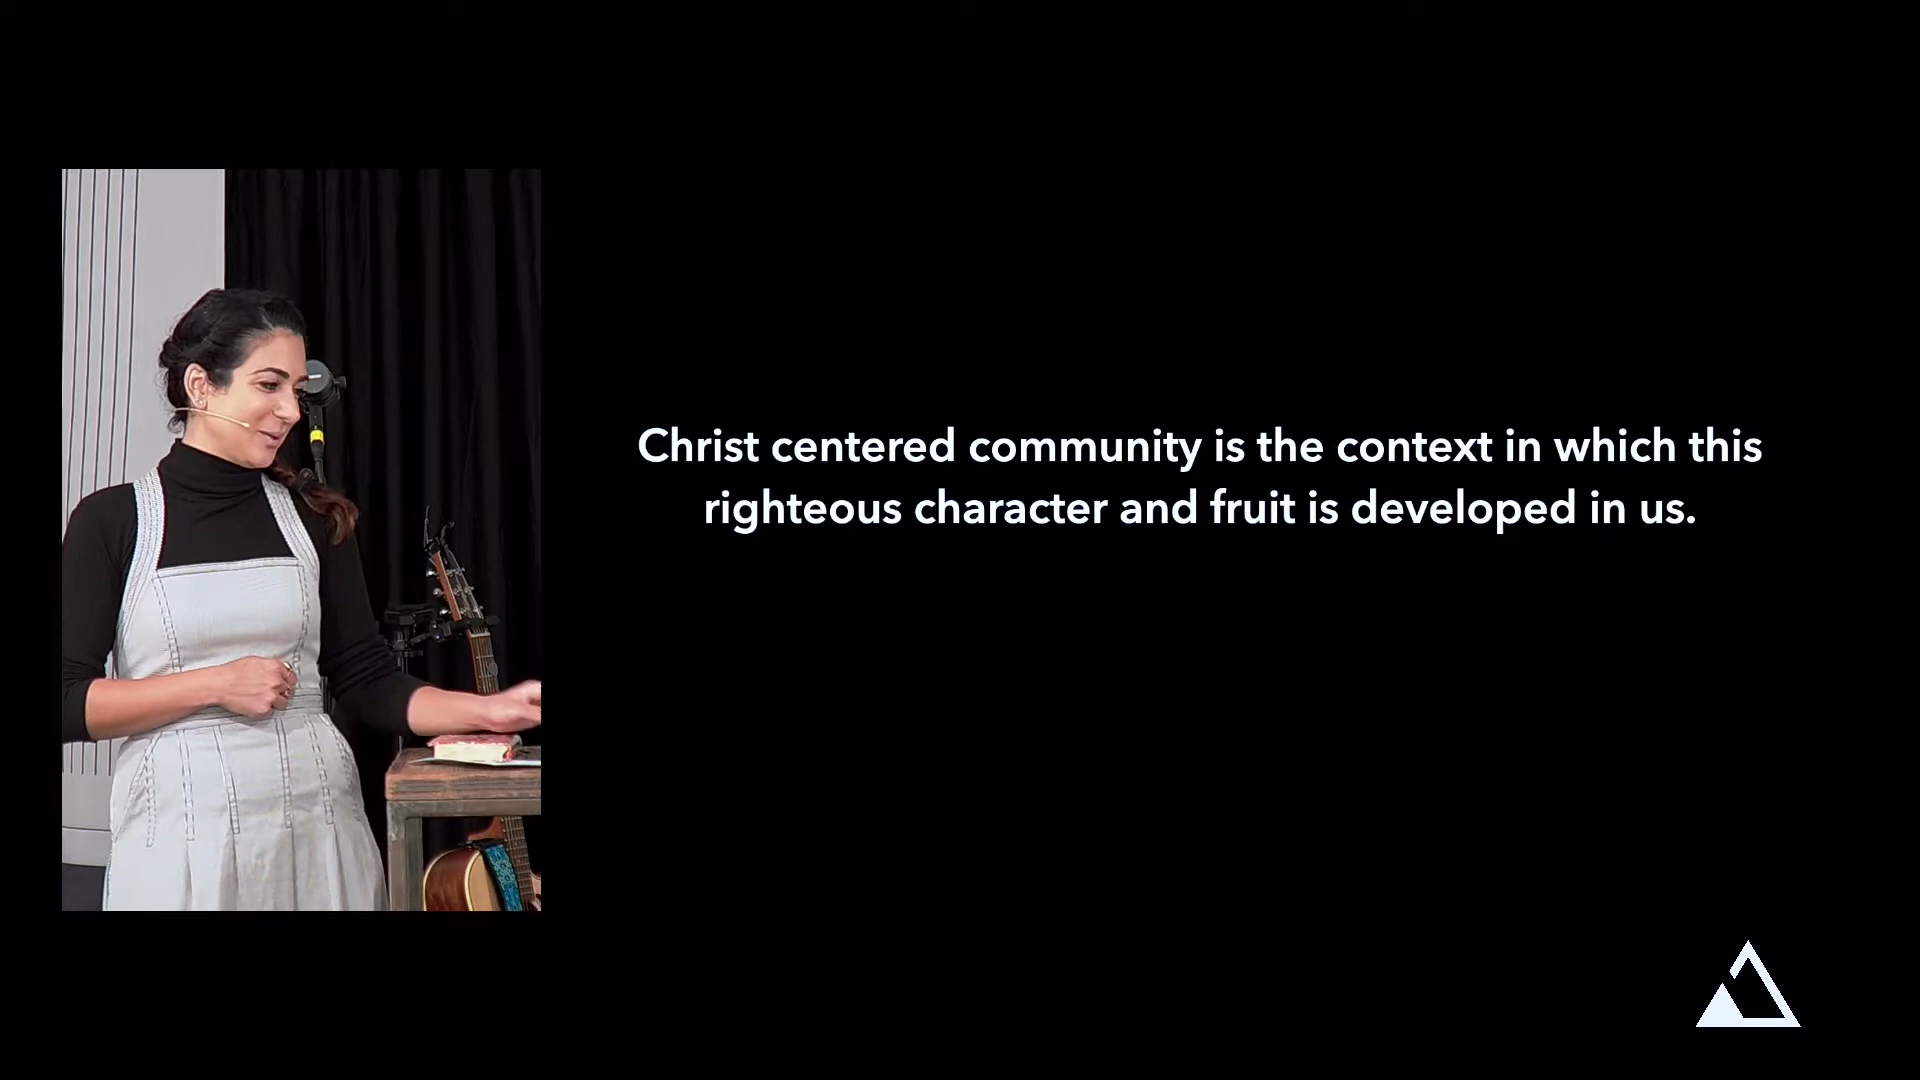 Christ centered community is the context in which this
righteous character and fruit is developed in us.